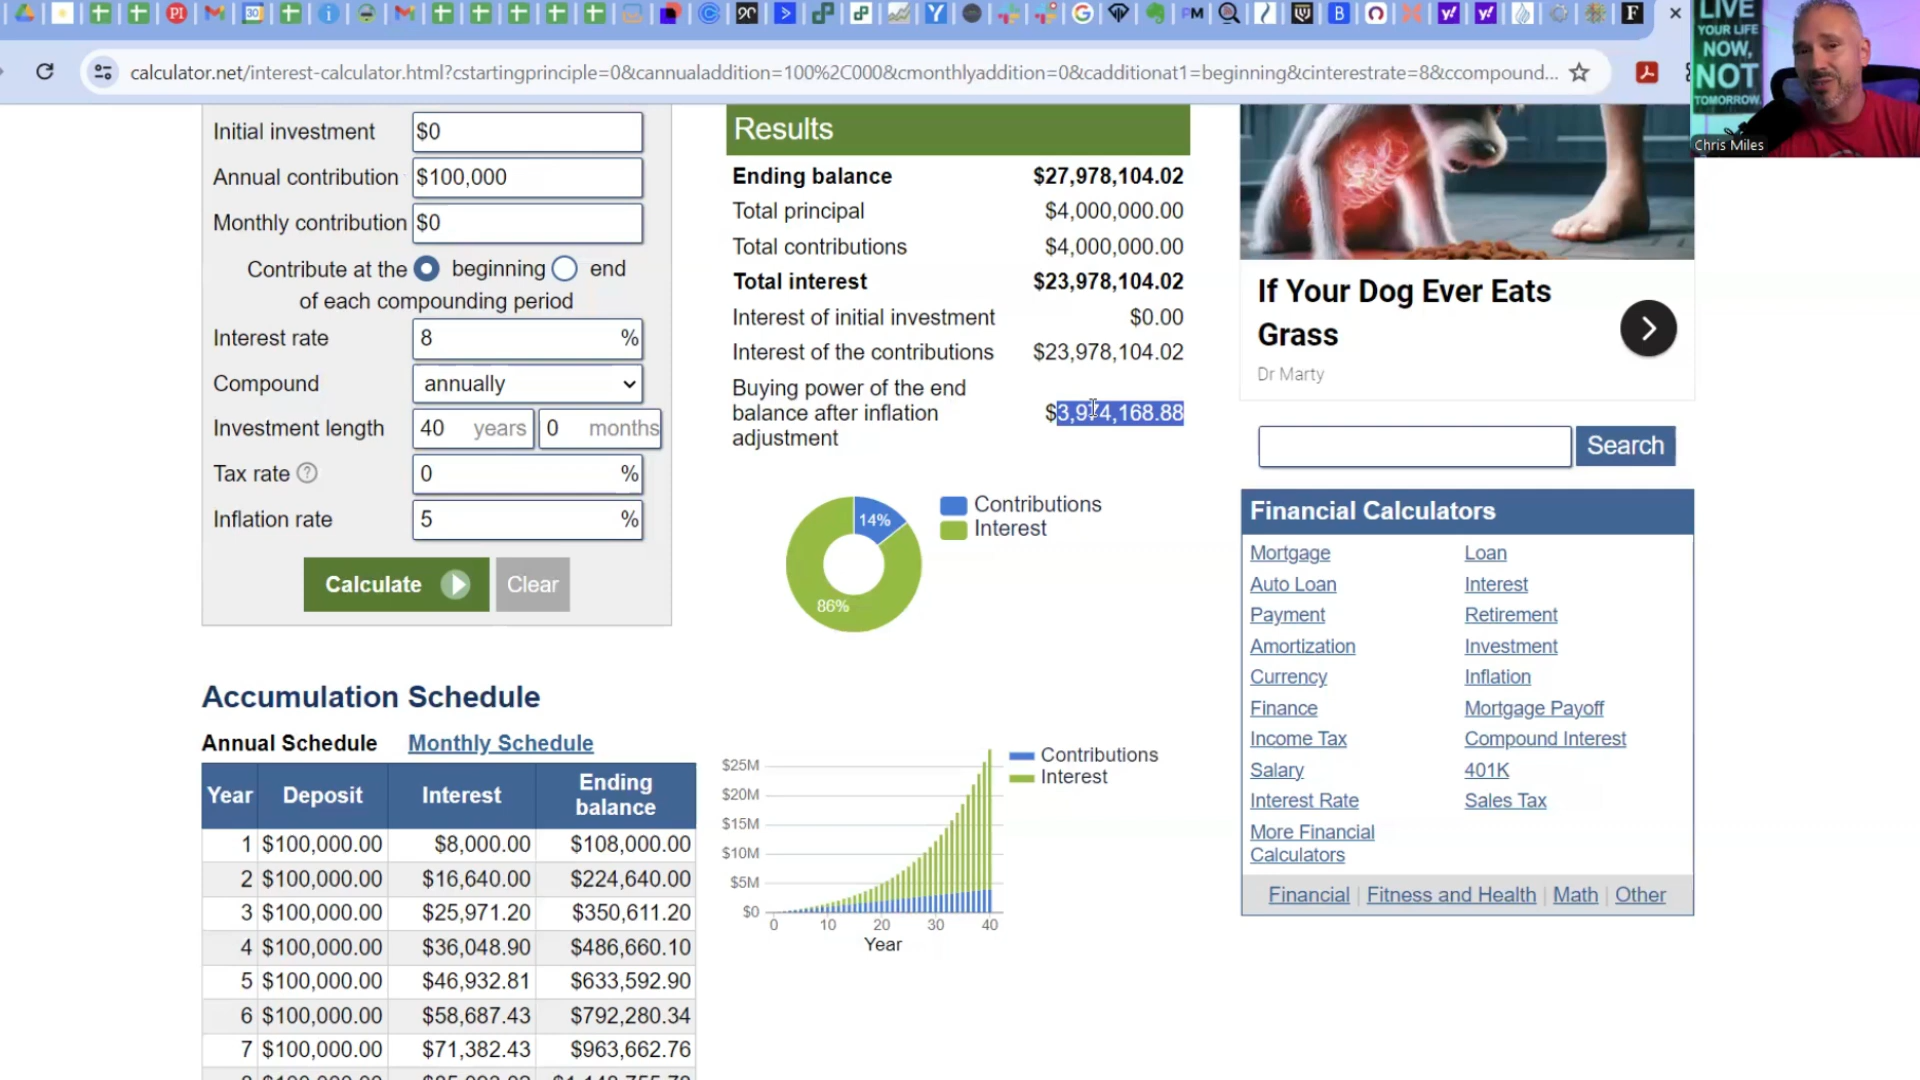 calculator.net/interest-calculator.html?cstartingprinciple=0&cannualaddition=100%2C000&cmonthlyaddition=0&cadditionat1=beginning&cinterestrate=8&ccompound...
LIVE
YOUR LIFE
NOW,
NOT
TOMORROW.
Chris Miles
Initial investment $0
Annual contribution $100,000
Monthly contribution $0
Contribute at the beginning end
of each compounding period
Interest rate 8 %
Compound annually
Investment length 40 years 0 months
Tax rate ? 0 %
Inflation rate 5 %
Calculate Clear
Results
Ending balance $27,978,104.02
Total principal $4,000,000.00
Total contributions $4,000,000.00
Total interest $23,978,104.02
Interest of initial investment $0.00
Interest of the contributions $23,978,104.02
Buying power of the end
balance after inflation $3,974,168.88
adjustment
14%
86%
Contributions
Interest
If Your Dog Ever Eats
Grass
Dr Marty
Search
Financial Calculators
Mortgage Loan
Auto Loan Interest
Payment Retirement
Amortization Investment
Currency Inflation
Finance Mortgage Payoff
Income Tax Compound Interest
Salary 401K
Interest Rate Sales Tax
More Financial
Calculators
Financial | Fitness and Health | Math | Other
Accumulation Schedule
Annual Schedule Monthly Schedule
Year Deposit Interest Ending balance
1 $100,000.00 $8,000.00 $108,000.00
2 $100,000.00 $16,640.00 $224,640.00
3 $100,000.00 $25,971.20 $350,611.20
4 $100,000.00 $36,048.90 $486,660.10
5 $100,000.00 $46,932.81 $633,592.90
6 $100,000.00 $58,687.43 $792,280.34
7 $100,000.00 $71,382.43 $963,662.76
$25M
$20M
$15M
$10M
$5M
$0
0 10 20 30 40
Year
Contributions
Interest